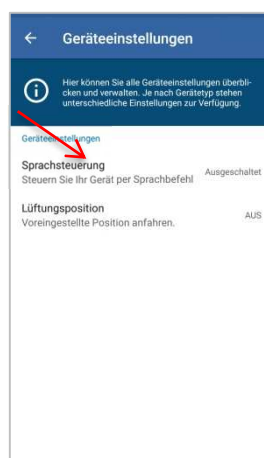 Geräteeinstellungen
Hier können Sie alle Geräteeinstellungen überbli-
cken und verwalten. Je nach Gerätetyp stehen
unterschiedliche Einstellungen zur Verfügung.
Geräteeinstellungen
Sprachsteuerung
Steuern Sie Ihr Gerät per Sprachbefehl
Ausgeschaltet
Lüftungsposition
Voreingestellte Position anfahren.
AUS